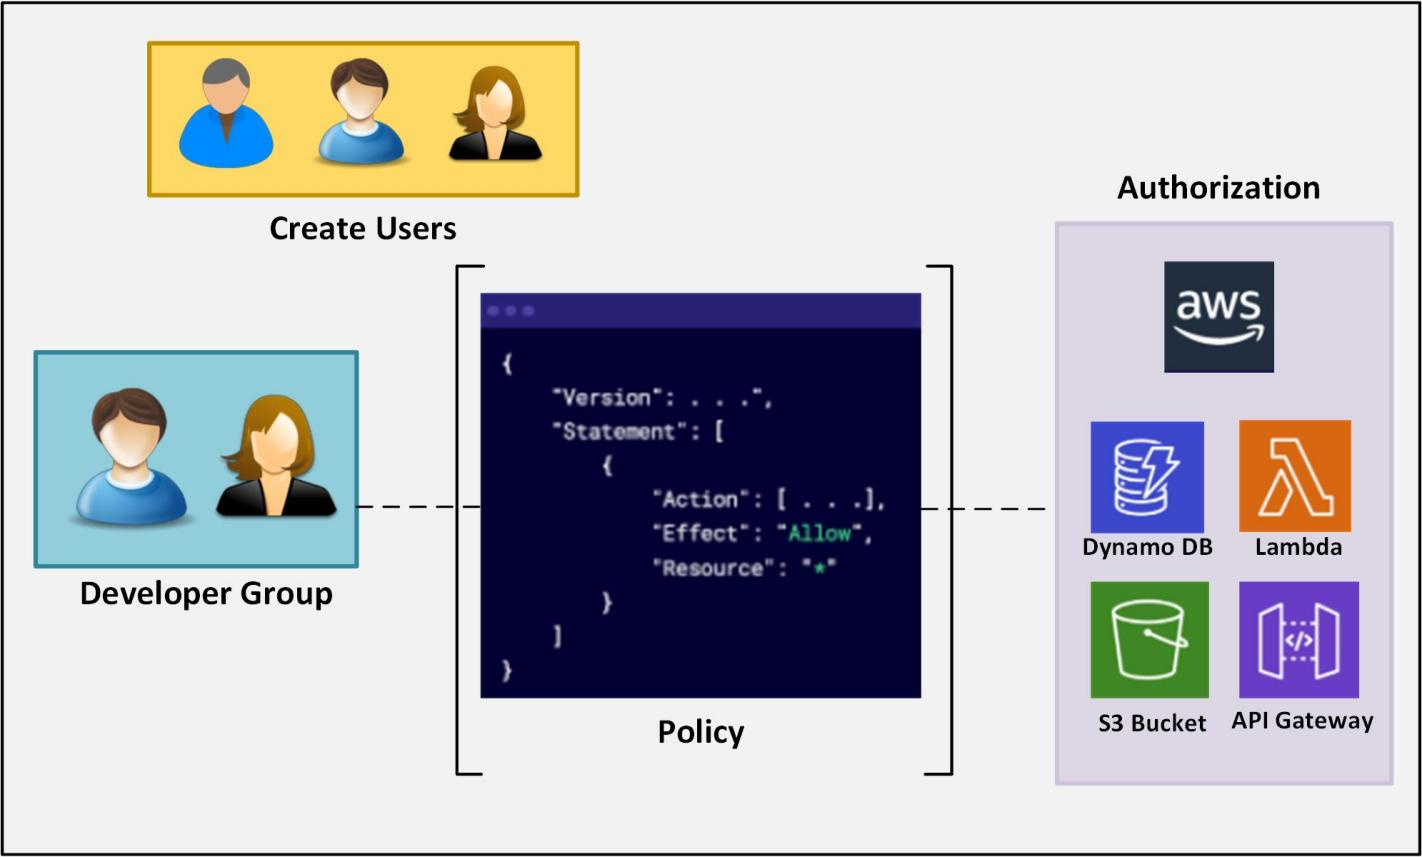 Create Users
Authorization
aws
{
"Version": . . .",
"Statement": [
{
"Action": [ . . .],
"Effect": "Allow",
"Resource": "*"
}
]
}
Developer Group
Policy
Dynamo DB
Lambda
</>
S3 Bucket
API Gateway